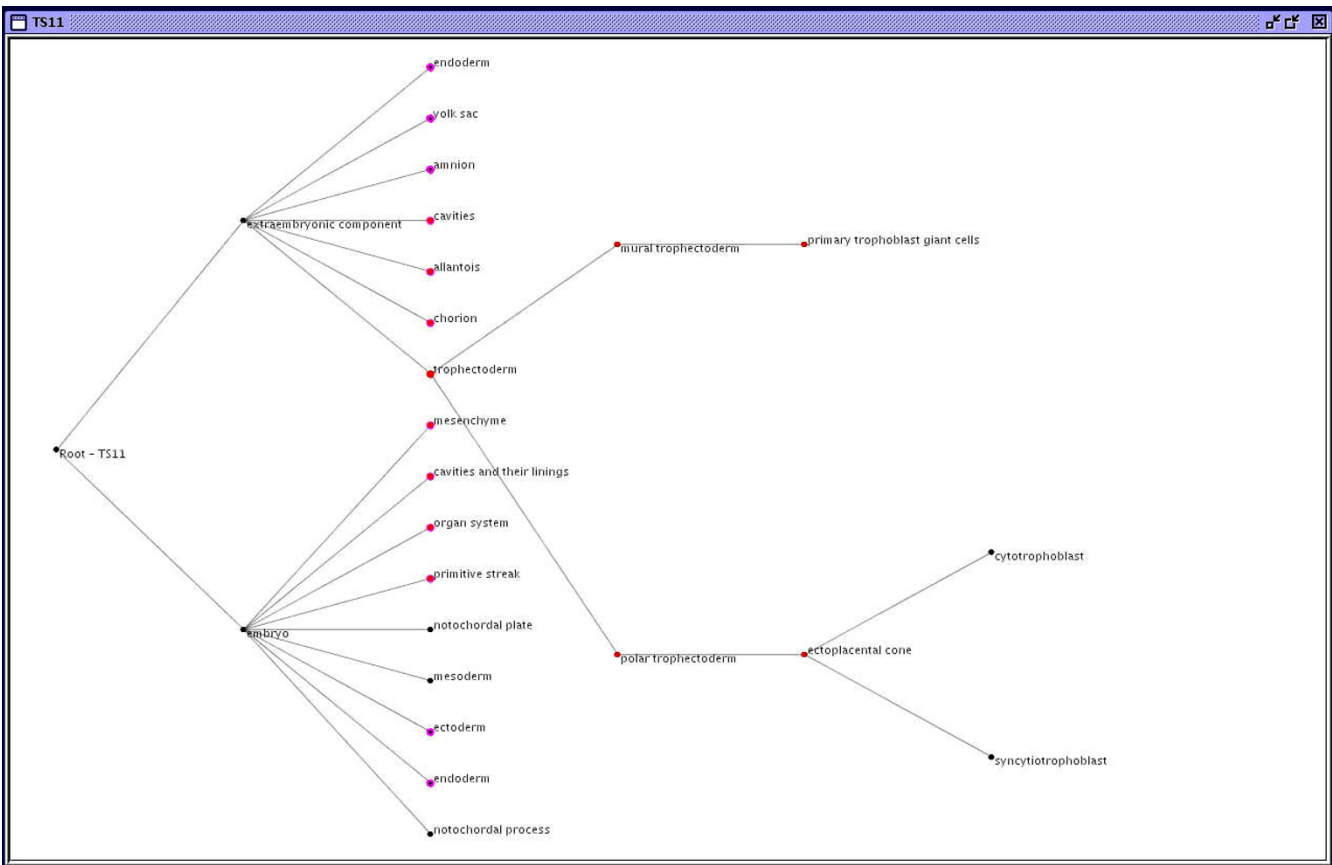 TS11
endoderm
yolk sac
amnion
extraembryonic component
cavities
allantois
chorion
trophectoderm
mural trophectoderm
primary trophoblast giant cells
mesenchyme
Root - TS11
cavities and their linings
organ system
primitive streak
notochordal plate
embryo
mesoderm
ectoderm
endoderm
notochordal process
polar trophectoderm
ectoplacental cone
cytotrophoblast
syncytiotrophoblast